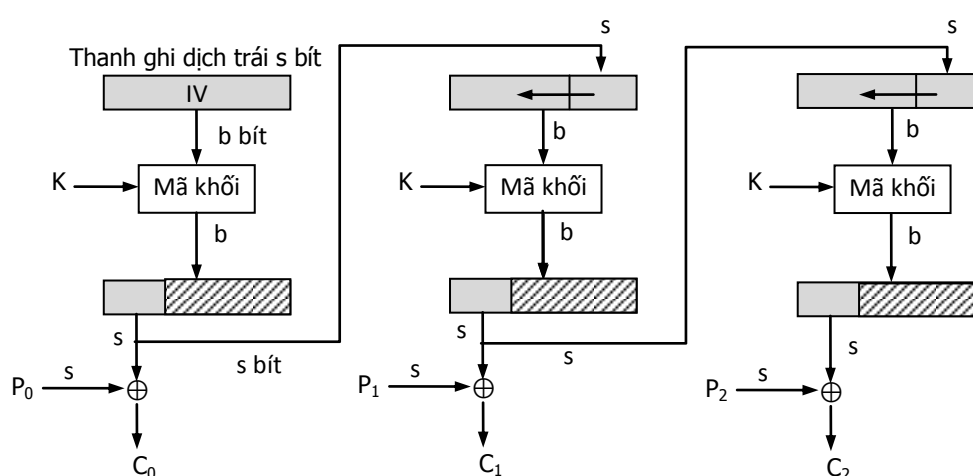 s
s
Thanh ghi dịch trái s bít
IV
b bít
b
b
K
Mã khối
K
Mã khối
K
Mã khối
b
b
b
s
s bít
s
s
s
P0
s
P1
s
P2
s
C0
C1
C2